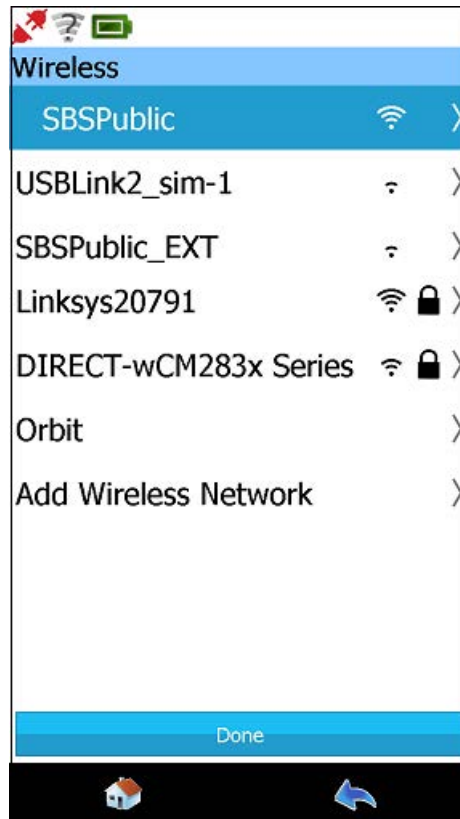 Wireless
SBSPublic
USBLink2_sim-1
SBSPublic_EXT
Linksys20791
DIRECT-wCM283x Series
Orbit
Add Wireless Network
Done